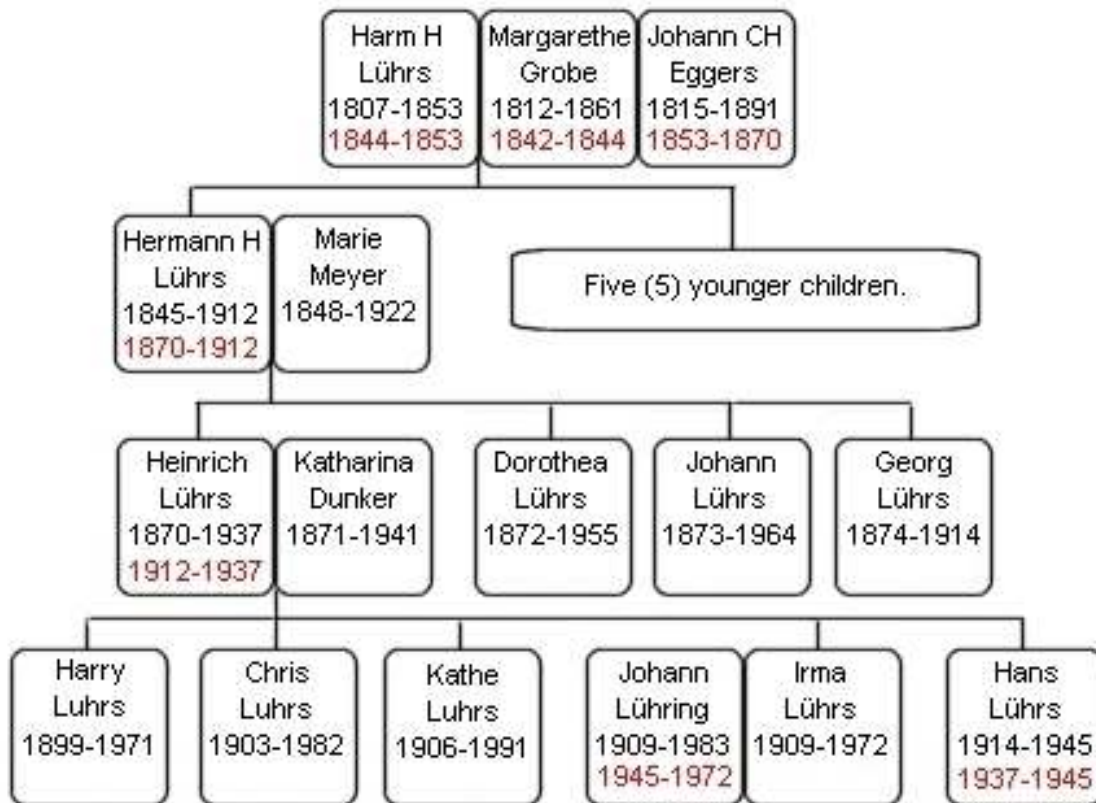 Harm H
Lührs
1807-1853
1844-1853
Margarethe
Grobe
1812-1861
1842-1844
Johann CH
Eggers
1815-1891
1853-1870
Hermann H
Lührs
1845-1912
1870-1912
Marie
Meyer
1848-1922
Five (5) younger children.
Heinrich
Lührs
1870-1937
1912-1937
Katharina
Dunker
1871-1941
Dorothea
Lührs
1872-1955
Johann
Lührs
1873-1964
Georg
Lührs
1874-1914
Harry
Luhrs
1899-1971
Chris
Luhrs
1903-1982
Kathe
Luhrs
1906-1991
Johann
Lühring
1909-1983
1945-1972
Irma
Lührs
1909-1972
Hans
Lührs
1914-1945
1937-1945